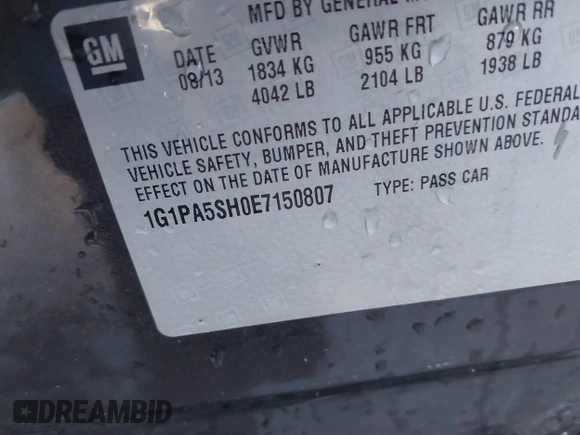 MFD BY GENERAL
GM
DATE GVWR GAWR FRT GAWR RR
08/13 1834 KG 955 KG 879 KG
4042 LB 2104 LB 1938 LB
THIS VEHICLE CONFORMS TO ALL APPLICABLE U.S. FEDERAL
VEHICLE SAFETY, BUMPER, AND THEFT PREVENTION STANDA
EFFECT ON THE DATE OF MANUFACTURE SHOWN ABOVE.
1G1PA5SH0E7150807 TYPE: PASS CAR
DREAMBID